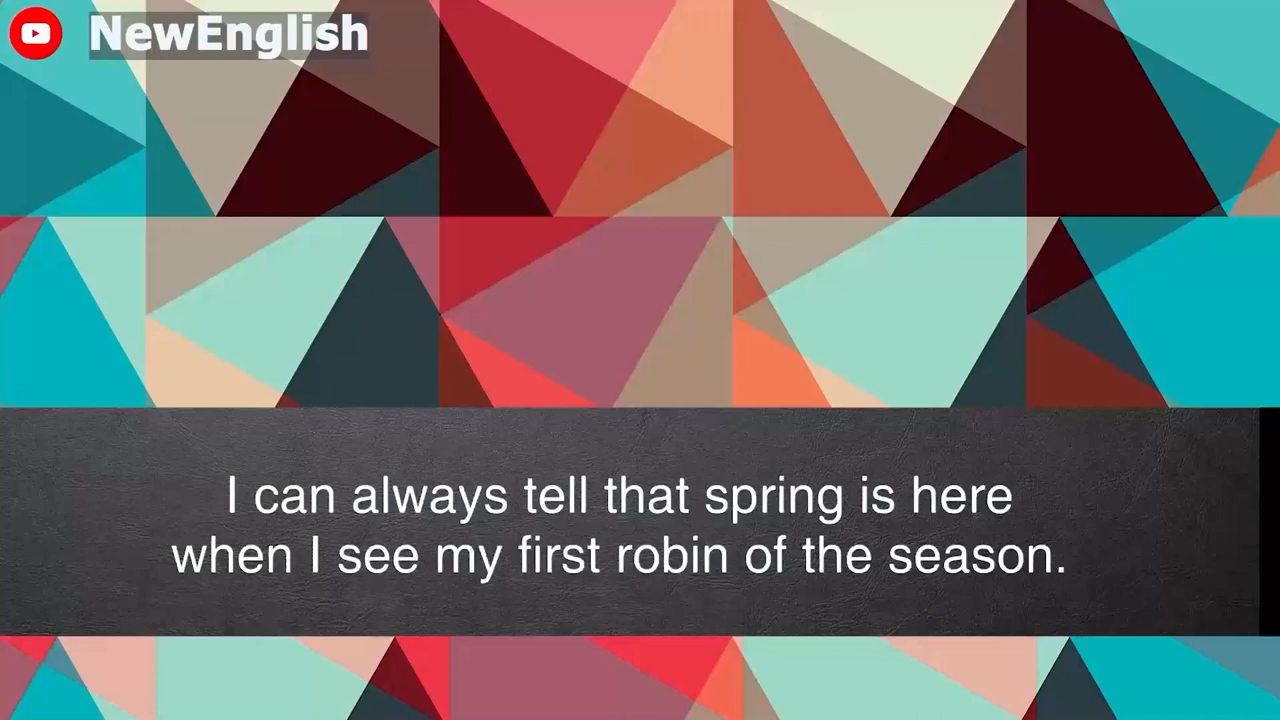 NewEnglish
I can always tell that spring is here
when I see my first robin of the season.